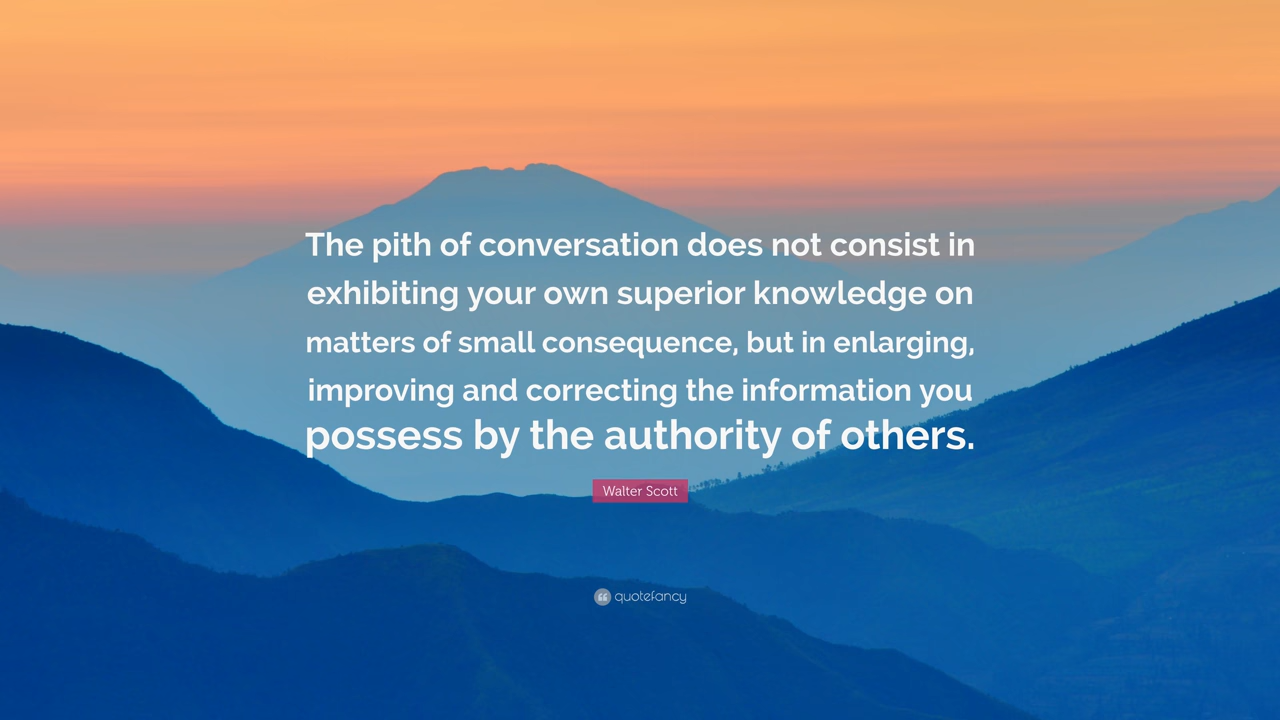 The pith of conversation does not consist in
exhibiting your own superior knowledge on
matters of small consequence, but in enlarging,
improving and correcting the information you
possess by the authority of others.
Walter Scott
quotefancy